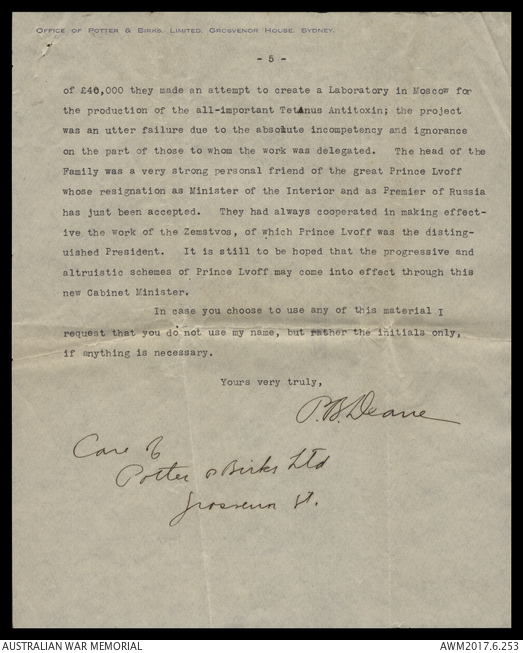 OFFICE OF POTTER & BIRKS, LIMITED, GROSVENOR HOUSE, SYDNEY.
- 5 -
of £40,000 they made an attempt to create a Laboratory in Moscow for
the production of the all-important TetAnus Antitoxin; the project
was an utter failure due to the absolute incompetency and ignorance
on the part of those to whom the work was delegated. The head of the
Family was a very strong personal friend of the great Prince Lvoff
whose resignation as Minister of the Interior and as Premier of Russia
has just been accepted. They had always cooperated in making effect-
ive the work of the Zemstvos, of which Prince Lvoff was the disting-
uished President. It is still to be hoped that the progressive and
altruistic schemes of Prince Lvoff may come into effect through this
new Cabinet Minister.
In case you choose to use any of this material I
request that you do not use my name, but rather the initials only,
if anything is necessary.
Yours very truly,
P.B. Deane
Care of
Potter & Birks Ltd
Grosvenor St.
AUSTRALIAN WAR MEMORIAL
AWM2017.6.253